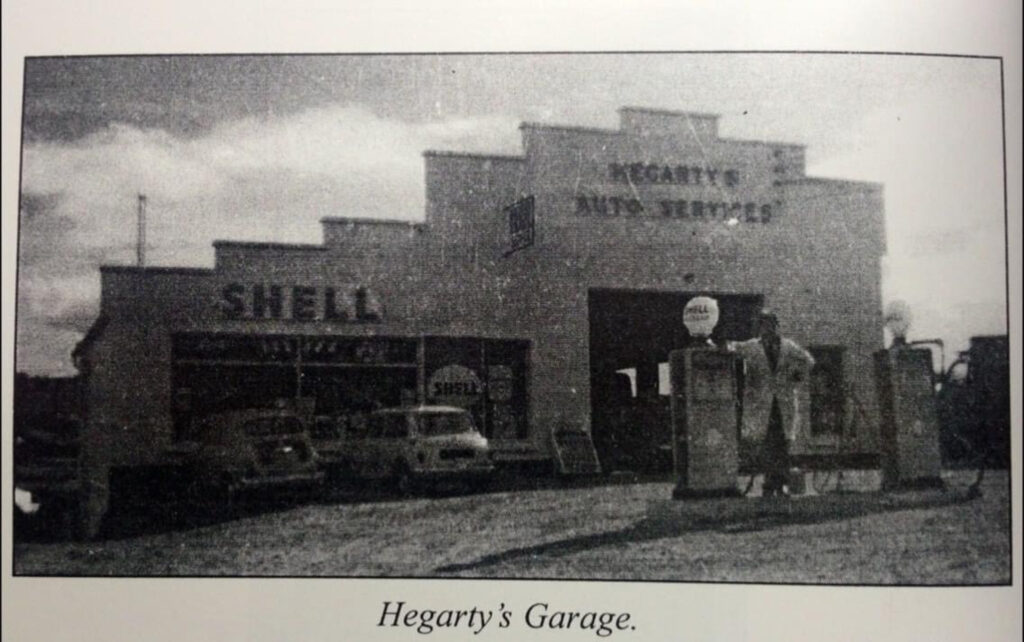 HEGARTY'S
AUTO SERVICES
SHELL
SHELL
SHELL
Hegarty's Garage.